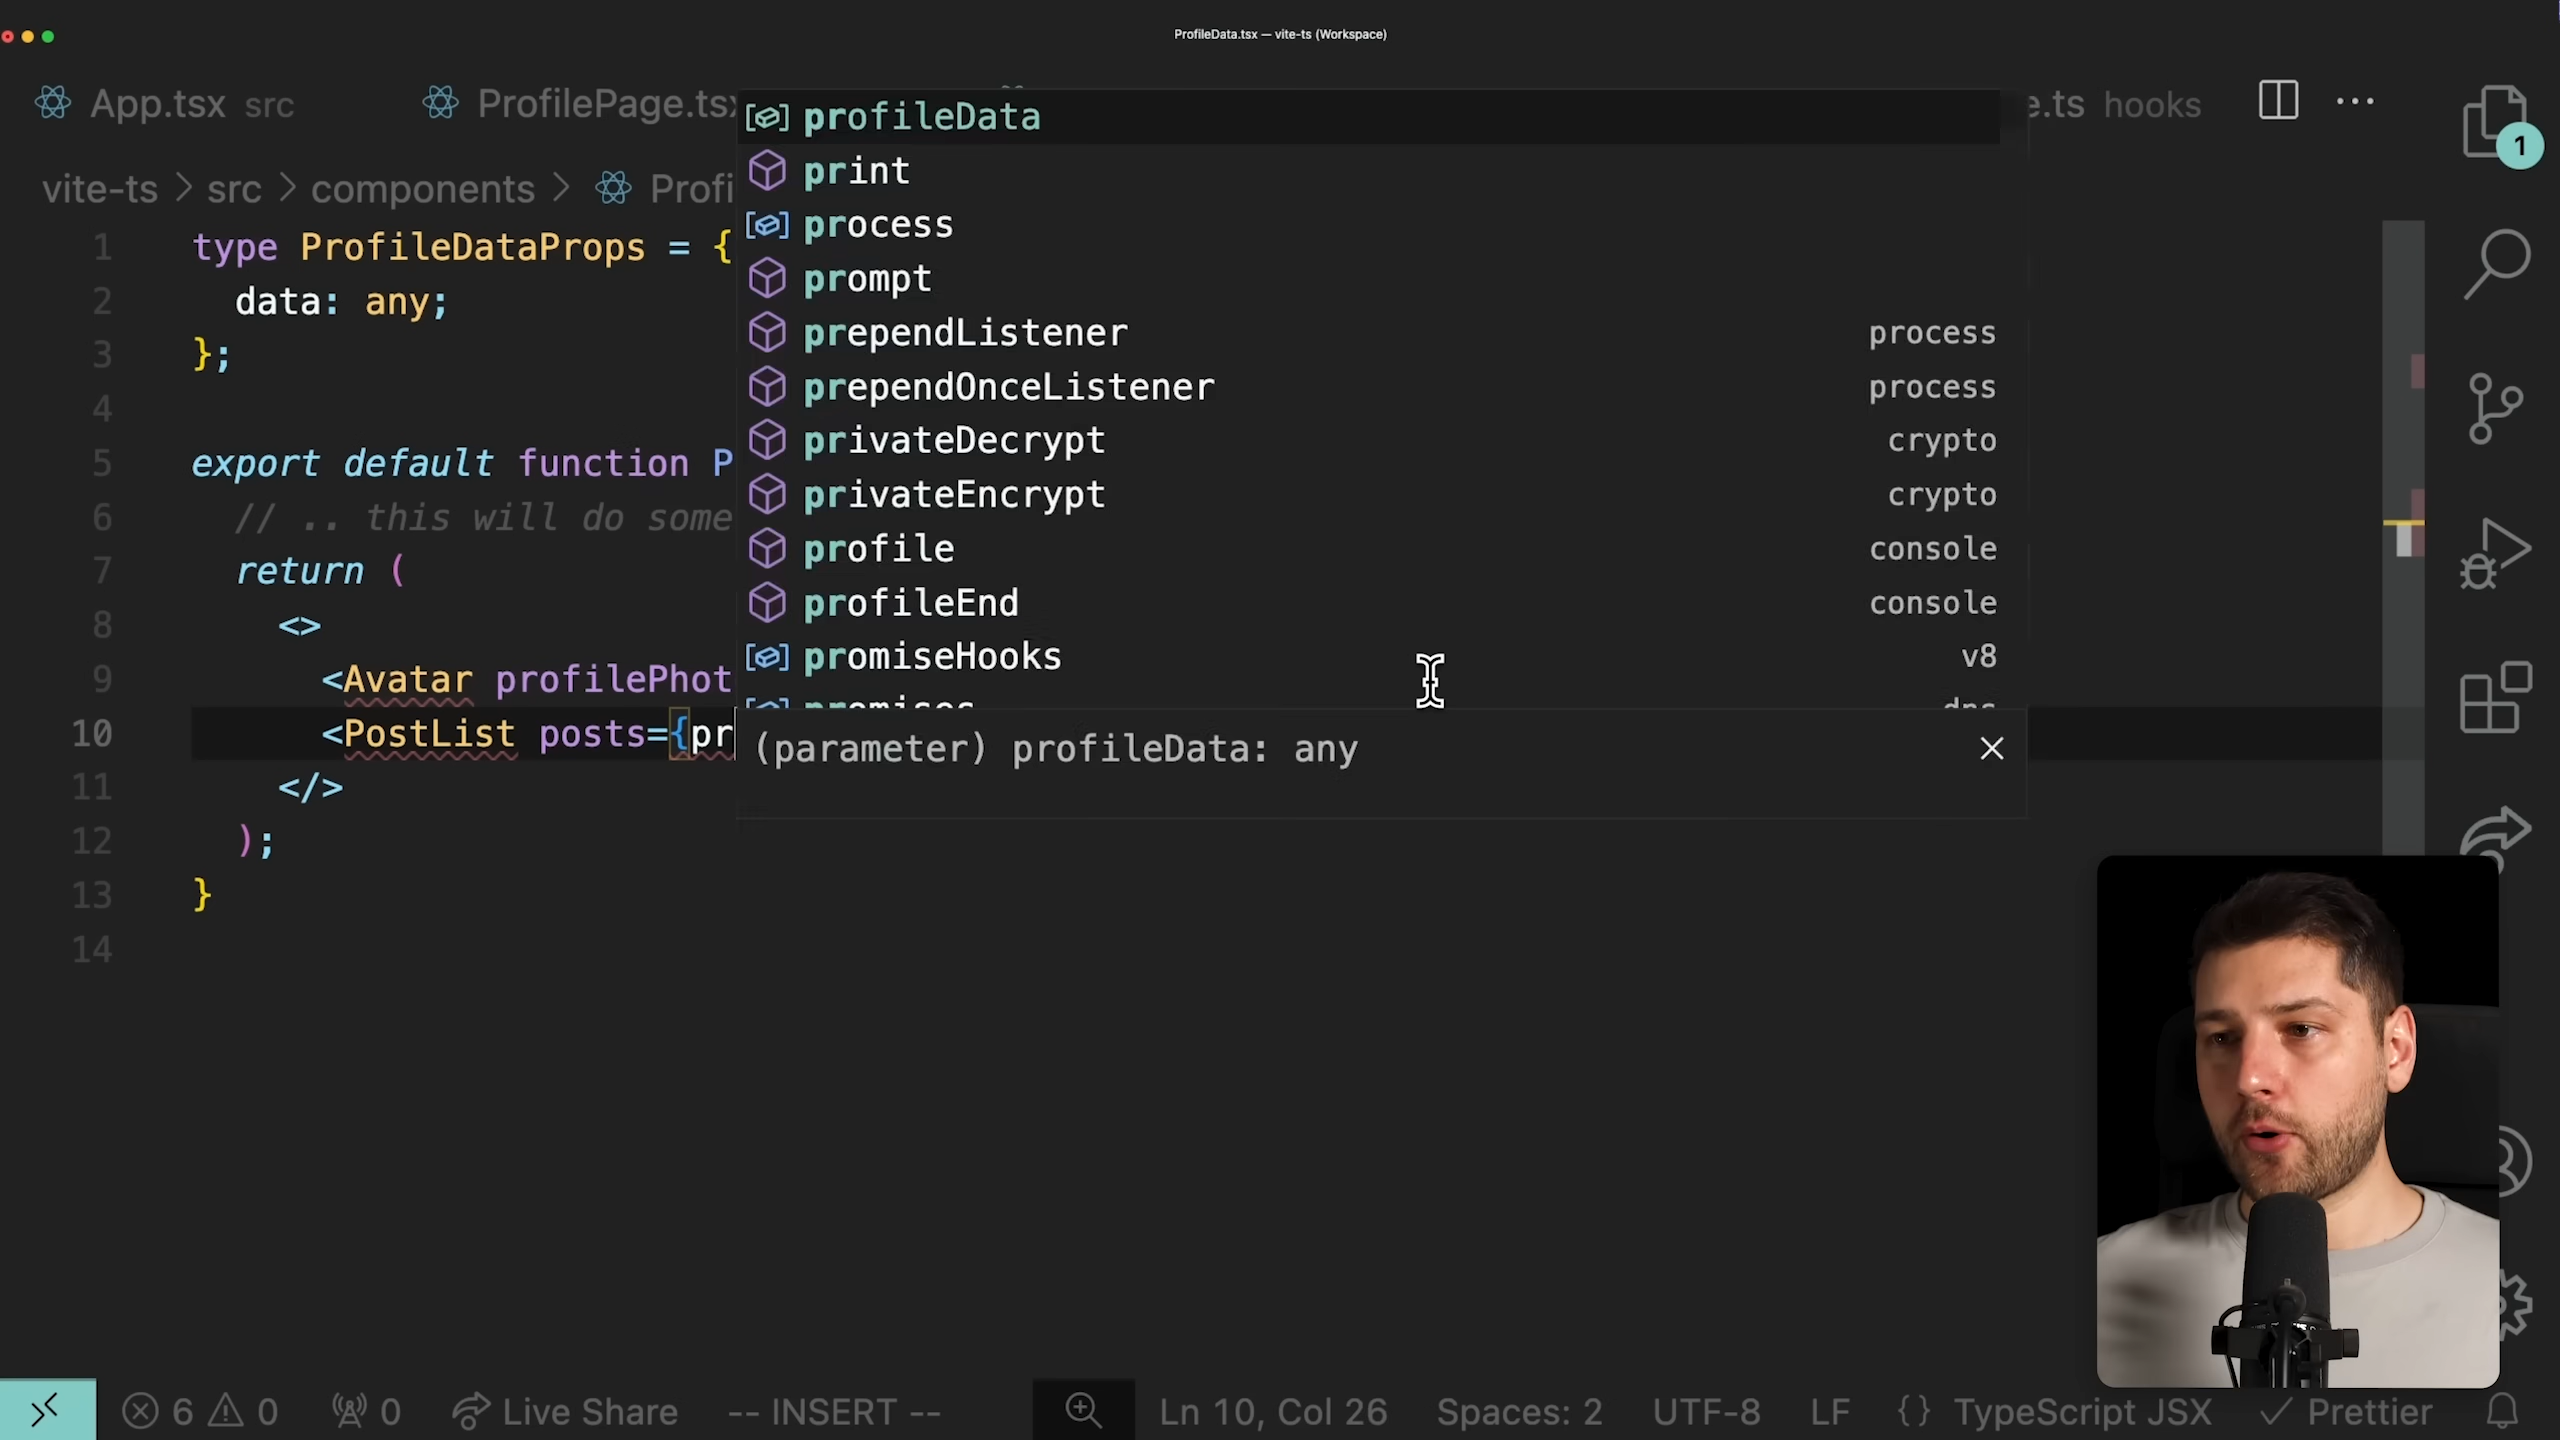 ProfileData.tsx — vite-ts (Workspace)
App.tsx src
ProfilePage.tsx
e.ts hooks
1
vite-ts > src > components > Profi
1 type ProfileDataProps = {
2 data: any;
3 };
4
5 export default function P
6 // .. this will do some
7 return (
8 <>
9 <Avatar profilePhot
10 <PostList posts={pr
11 </>
12 );
13 }
14
profileData
print
process
prompt
prependListener process
prependOnceListener process
privateDecrypt crypto
privateEncrypt crypto
profile console
profileEnd console
promiseHooks v8
promises dns
(parameter) profileData: any
6 0 0 Live Share -- INSERT -- Ln 10, Col 26 Spaces: 2 UTF-8 LF {} TypeScript JSX Prettier